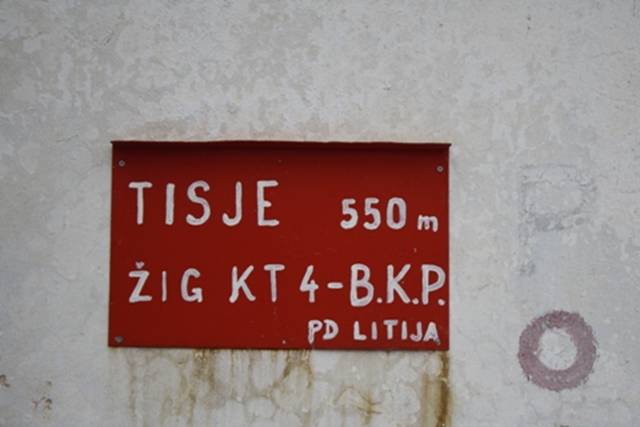 TISJE 550 m
ŽIG KT 4-B.K.P.
PD LITIJA
P